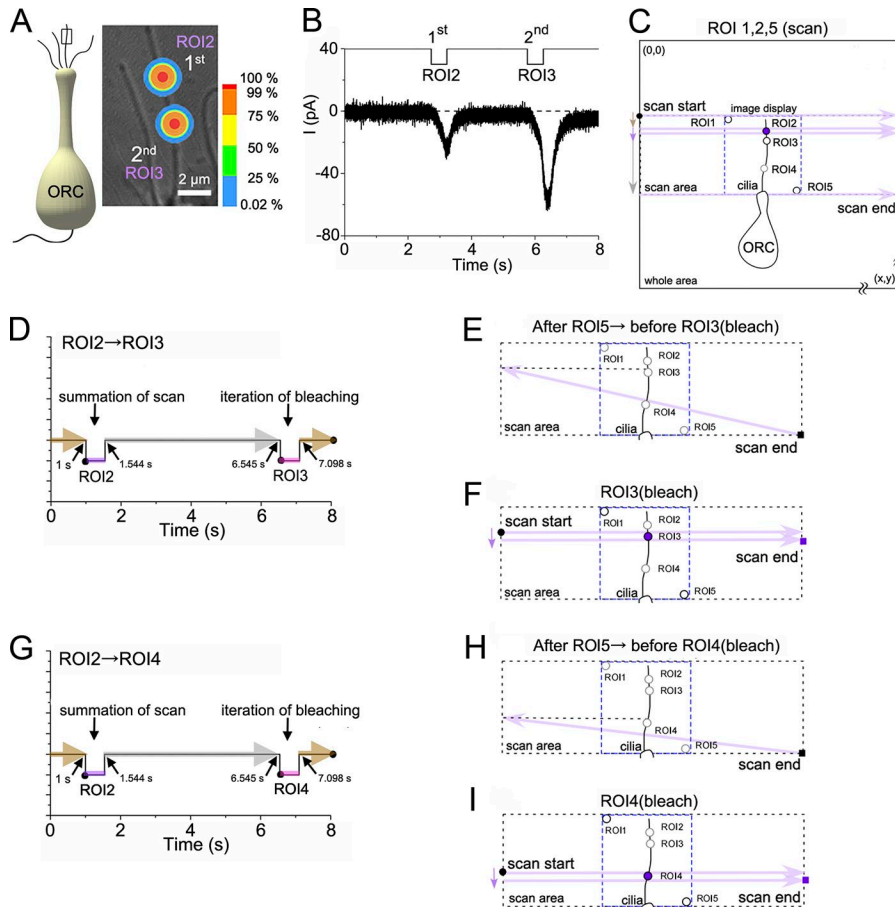 A
ORC
ROI2
1st
2nd
ROI3
2 µm
100 %
99 %
75 %
50 %
25 %
0.02 %
B
1st
2nd
ROI2
ROI3
I (pA)
40
0
-40
-80
0
2
4
6
8
Time (s)
C
ROI 1,2,5 (scan)
(0,0)
scan start
image display
ROI1
ROI2
ROI3
ROI4
scan area
cilia
ROI5
scan end
ORC
whole area
(x,y)
D
ROI2→ROI3
summation of scan
iteration of bleaching
1 s
1.544 s
6.545 s
7.098 s
ROI2
ROI3
0
2
4
6
8
Time (s)
E
After ROI5→ before ROI3(bleach)
ROI1
ROI2
ROI3
ROI4
scan area
cilia
ROI5
scan end
F
ROI3(bleach)
scan start
ROI1
ROI2
ROI3
scan end
ROI4
scan area
cilia
ROI5
G
ROI2→ROI4
summation of scan
iteration of bleaching
1 s
1.544 s
6.545 s
7.098 s
ROI2
ROI4
0
2
4
6
8
Time (s)
H
After ROI5→ before ROI4(bleach)
ROI1
ROI2
ROI3
ROI4
scan area
cilia
ROI5
scan end
I
ROI4(bleach)
ROI1
ROI2
ROI3
scan start
ROI4
scan area
cilia
ROI5
scan end